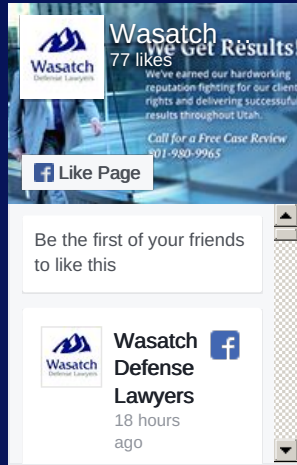 Wasatch ...
77 likes
We Get Results!
Wasatch
Defense Lawyers
We've earned our hardworking
reputation fighting for our client
rights and delivering successfu
results throughout Utah.
Call for a Free Case Review
801-980-9965
Like Page
Be the first of your friends
to like this
Wasatch
Defense Lawyers
Wasatch
Defense
Lawyers
18 hours
ago